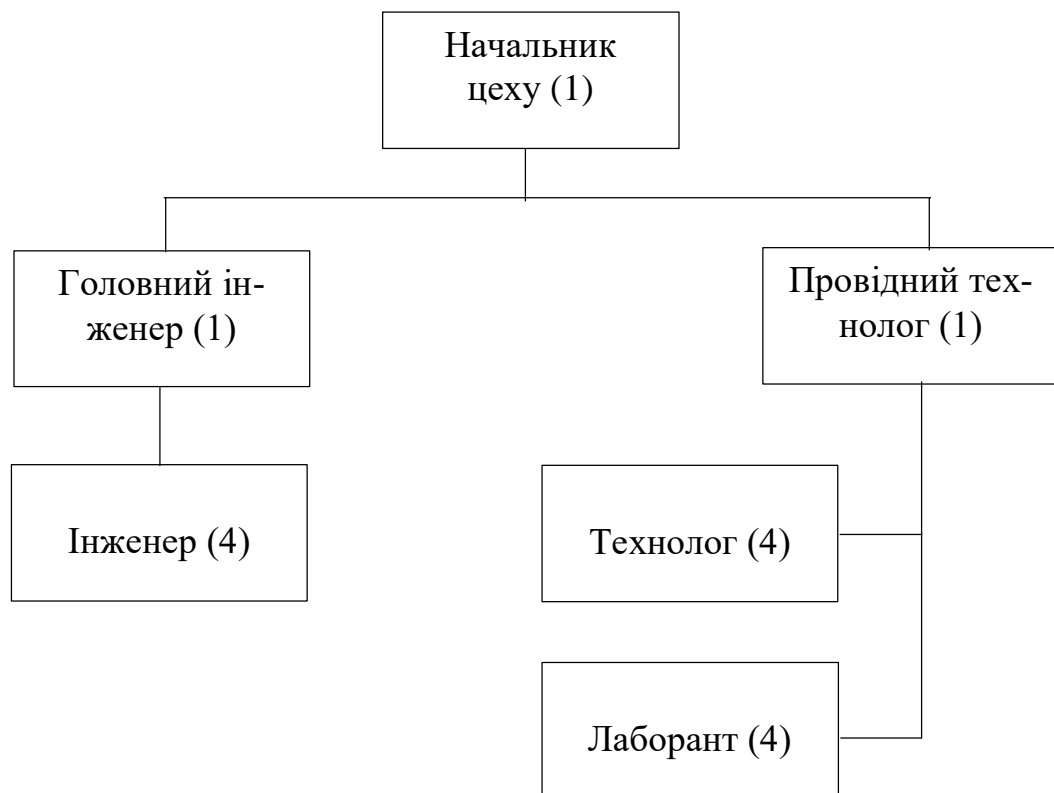 Начальник
цеху (1)
Головний ін-
женер (1)
Провідний тех-
нолог (1)
Інженер (4)
Технолог (4)
Лаборант (4)